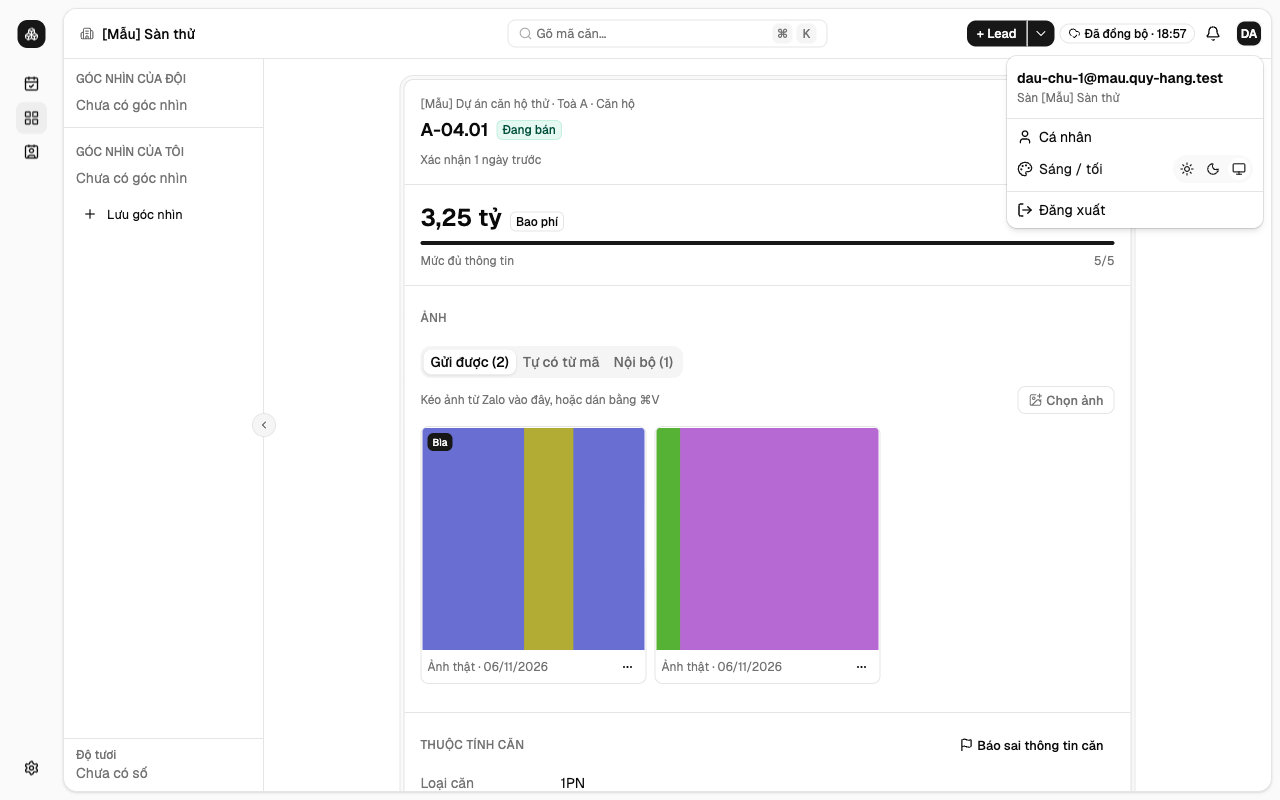 [Mẫu] Sàn thử
Gõ mã căn...
⌘ K
+ Lead
Đã đồng bộ · 18:57
DA
GÓC NHÌN CỦA ĐỘI
Chưa có góc nhìn
GÓC NHÌN CỦA TÔI
Chưa có góc nhìn
+ Lưu góc nhìn
Độ tươi
Chưa có số
[Mẫu] Dự án căn hộ thử · Toà A · Căn hộ
A-04.01 Đang bán
Xác nhận 1 ngày trước
3,25 tỷ Bao phí
Mức đủ thông tin 5/5
ẢNH
Gửi được (2) Tự có từ mã Nội bộ (1)
Kéo ảnh từ Zalo vào đây, hoặc dán bằng ⌘V
Chọn ảnh
Bìa
Ảnh thật · 06/11/2026 ...
Ảnh thật · 06/11/2026 ...
THUỘC TÍNH CĂN
Báo sai thông tin căn
Loại căn 1PN
dau-chu-1@mau.quy-hang.test
Sàn [Mẫu] Sàn thử
Cá nhân
Sáng / tối
Đăng xuất